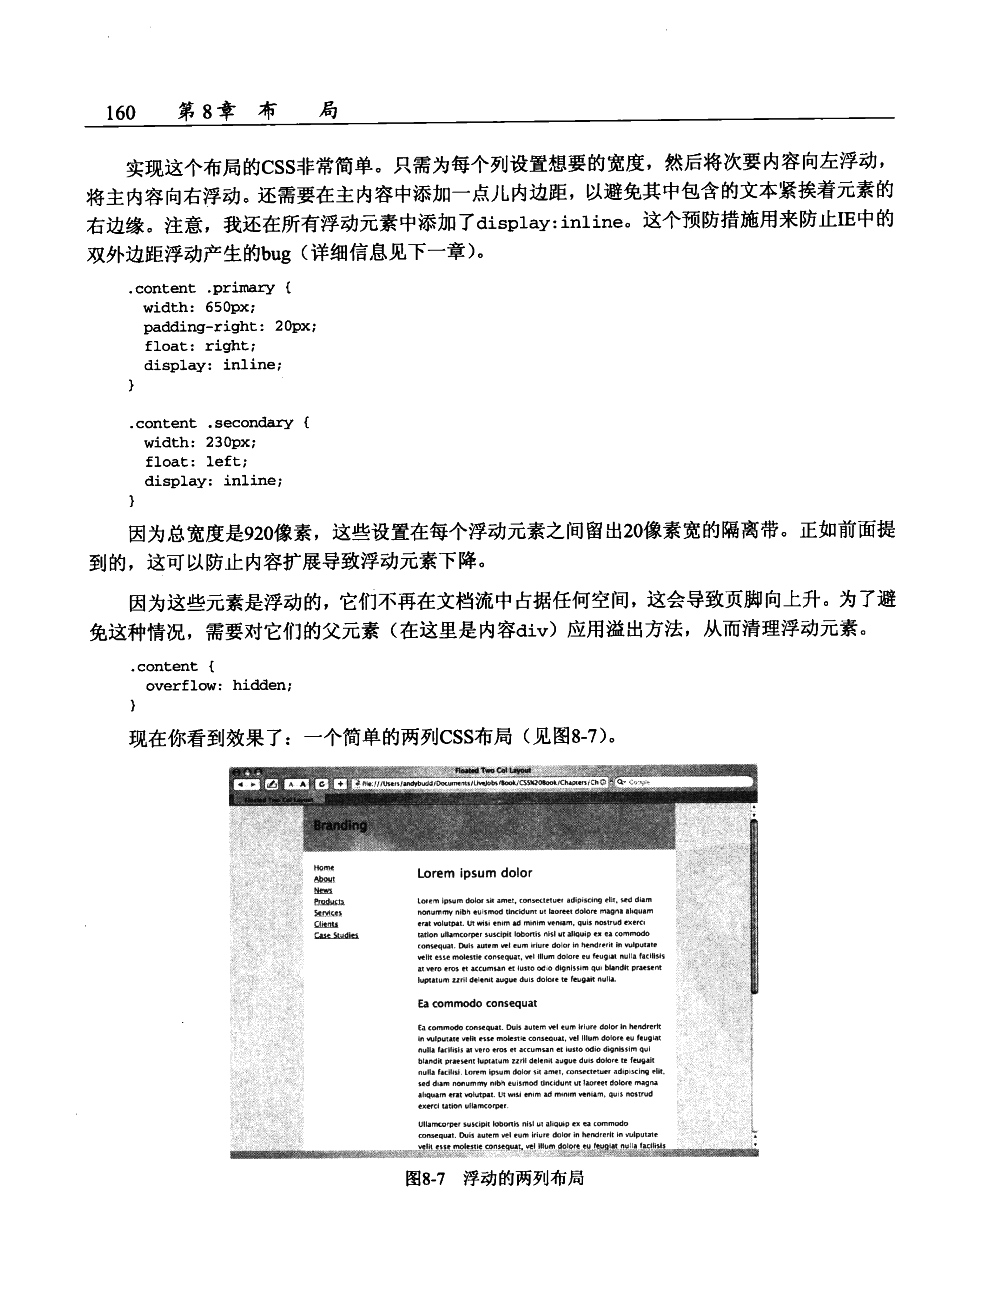 160 第8章 布 局
实现这个布局的CSS非常简单。只需为每个列设置想要的宽度，然后将次要内容向左浮动，
将主内容向右浮动。还需要在主内容中添加一点儿内边距，以避免其中包含的文本紧挨着元素的
右边缘。注意，我还在所有浮动元素中添加了display:inline。这个预防措施用来防止IE中的
双外边距浮动产生的bug（详细信息见下一章）。
.content .primary {
width: 650px;
padding-right: 20px;
float: right;
display: inline;
}
.content .secondary {
width: 230px;
float: left;
display: inline;
}
因为总宽度是920像素，这些设置在每个浮动元素之间留出20像素宽的隔离带。正如前面提
到的，这可以防止内容扩展导致浮动元素下降。
因为这些元素是浮动的，它们不再在文档流中占据任何空间，这会导致页脚向上升。为了避
免这种情况，需要对它们的父元素（在这里是内容div）应用溢出方法，从而清理浮动元素。
.content {
overflow: hidden;
}
现在你看到效果了：一个简单的两列CSS布局（见图8-7）。
Floated Two Col Layout
file:///Users/andybudd/Documents/Livejobs/Book/CSS%20Book/Chapters/Ch
Floated Two Col Layout
Branding
Home
About
News
Products
Services
Clients
Case Studies
Lorem ipsum dolor
Lorem ipsum dolor sit amet, consectetuer adipiscing elit, sed diam
nonummy nibh euismod tincidunt ut laoreet dolore magna aliquam
erat volutpat. Ut wisi enim ad minim veniam, quis nostrud exerci
tation ullamcorper suscipit lobortis nisl ut aliquip ex ea commodo
consequat. Duis autem vel eum iriure dolor in hendrerit in vulputate
velit esse molestie consequat, vel illum dolore eu feugiat nulla facilisis
at vero eros et accumsan et iusto odio dignissim qui blandit praesent
luptatum zzril delenit augue duis dolore te feugait nulla.
Ea commodo consequat
Ea commodo consequat. Duis autem vel eum iriure dolor in hendrerit
in vulputate velit esse molestie consequat, vel illum dolore eu feugiat
nulla facilisis at vero eros et accumsan et iusto odio dignissim qui
blandit praesent luptatum zzril delenit augue duis dolore te feugait
nulla facilisi. Lorem ipsum dolor sit amet, consectetuer adipiscing elit,
sed diam nonummy nibh euismod tincidunt ut laoreet dolore magna
aliquam erat volutpat. Ut wisi enim ad minim veniam, quis nostrud
exerci tation ullamcorper.
Ullamcorper suscipit lobortis nisl ut aliquip ex ea commodo
consequat. Duis autem vel eum iriure dolor in hendrerit in vulputate
velit esse molestie consequat, vel illum dolore eu feugiat nulla facilisis
图8-7 浮动的两列布局